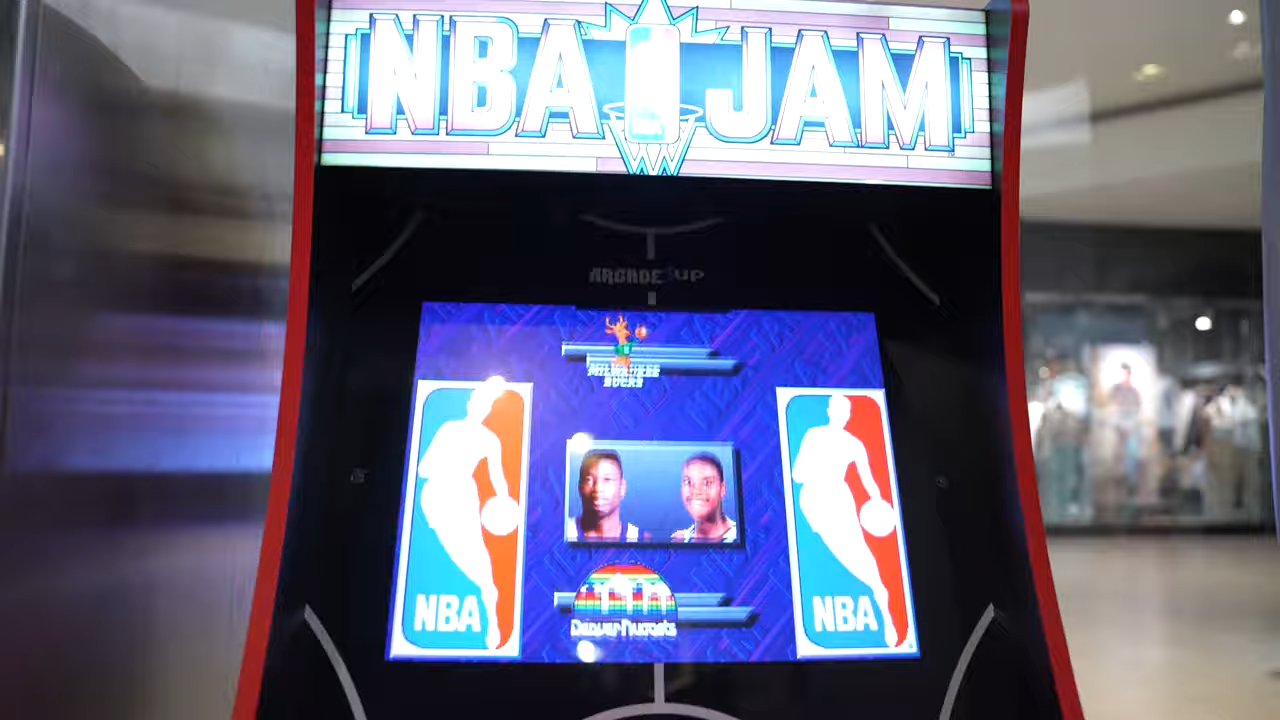 NBA JAM
ARCADE1UP
MILWAUKEE
BUCKS
NBA
NBA
Denver Nuggets